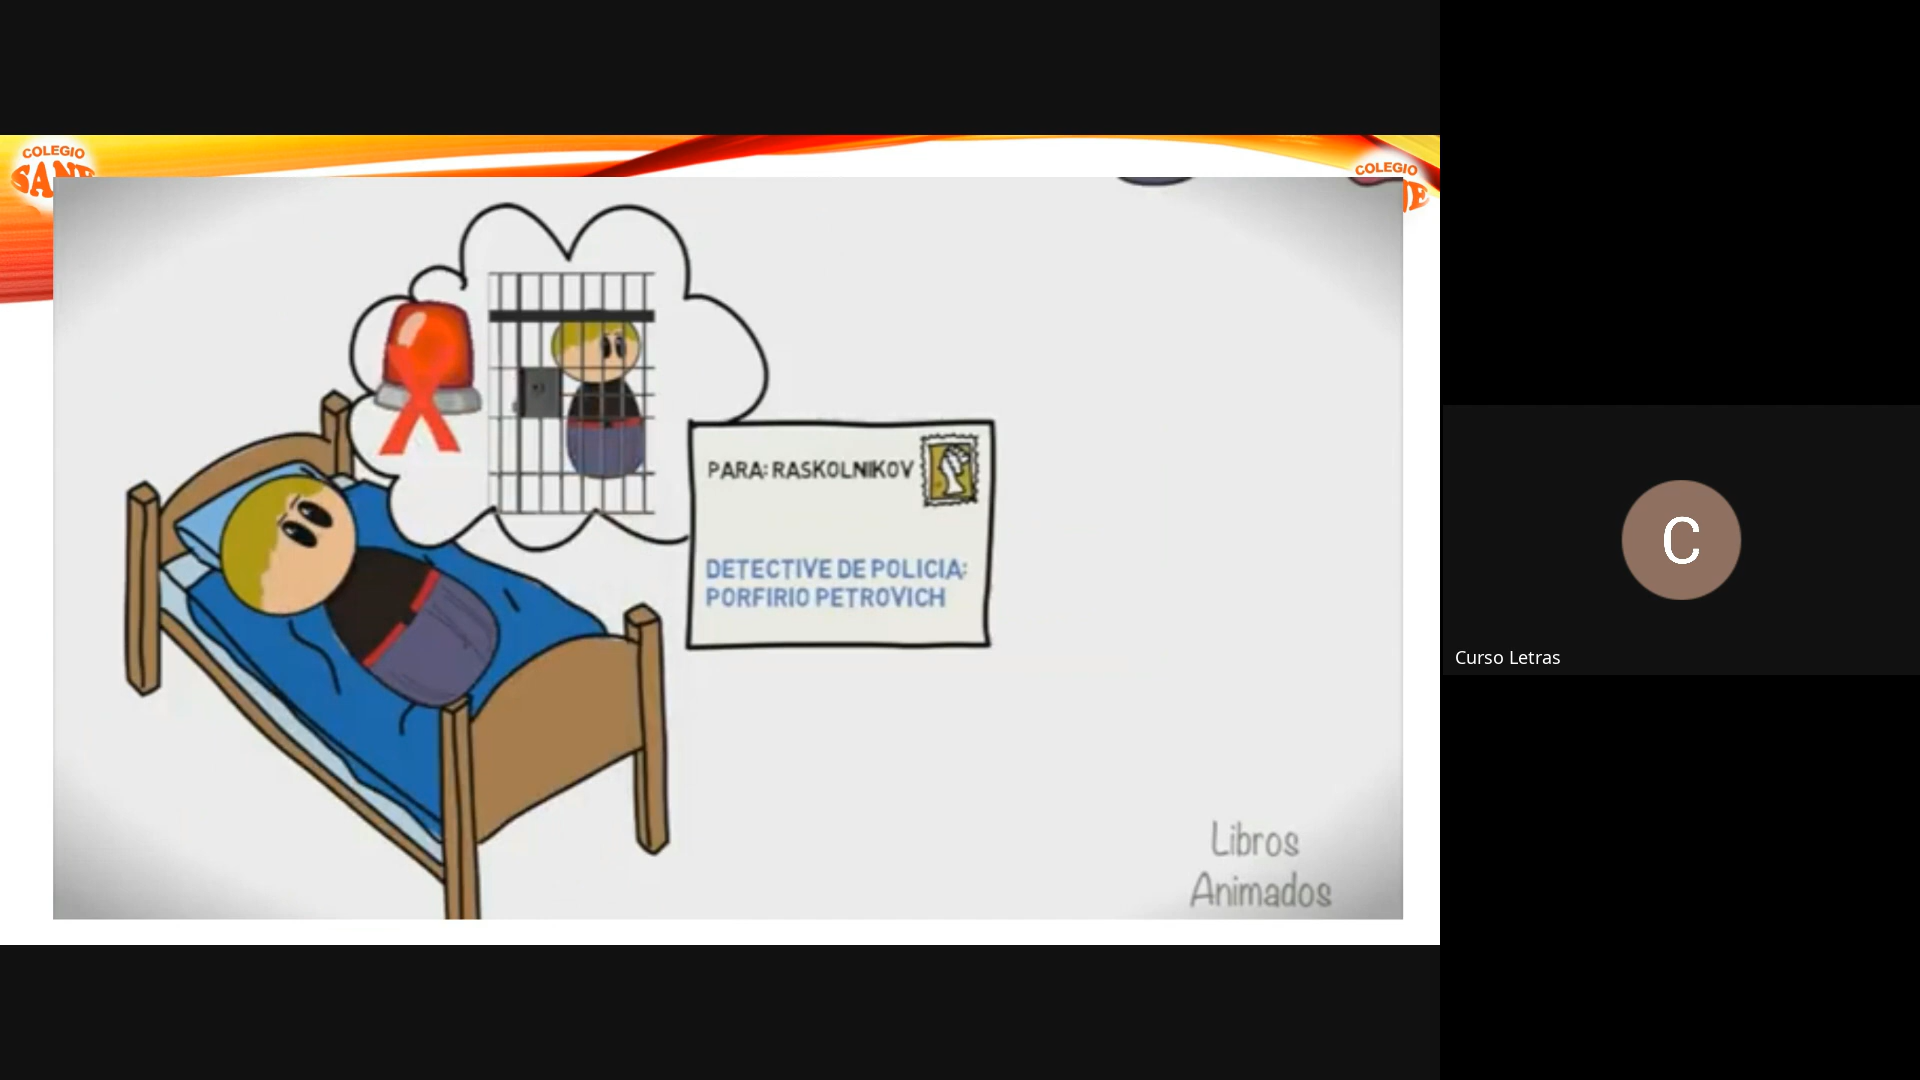 COLEGIO
COLEGIO
PARA: RASKOLNIKOV
DETECTIVE DE POLICIA:
PORFIRIO PETROVICH
C
Curso Letras
Libros
Animados